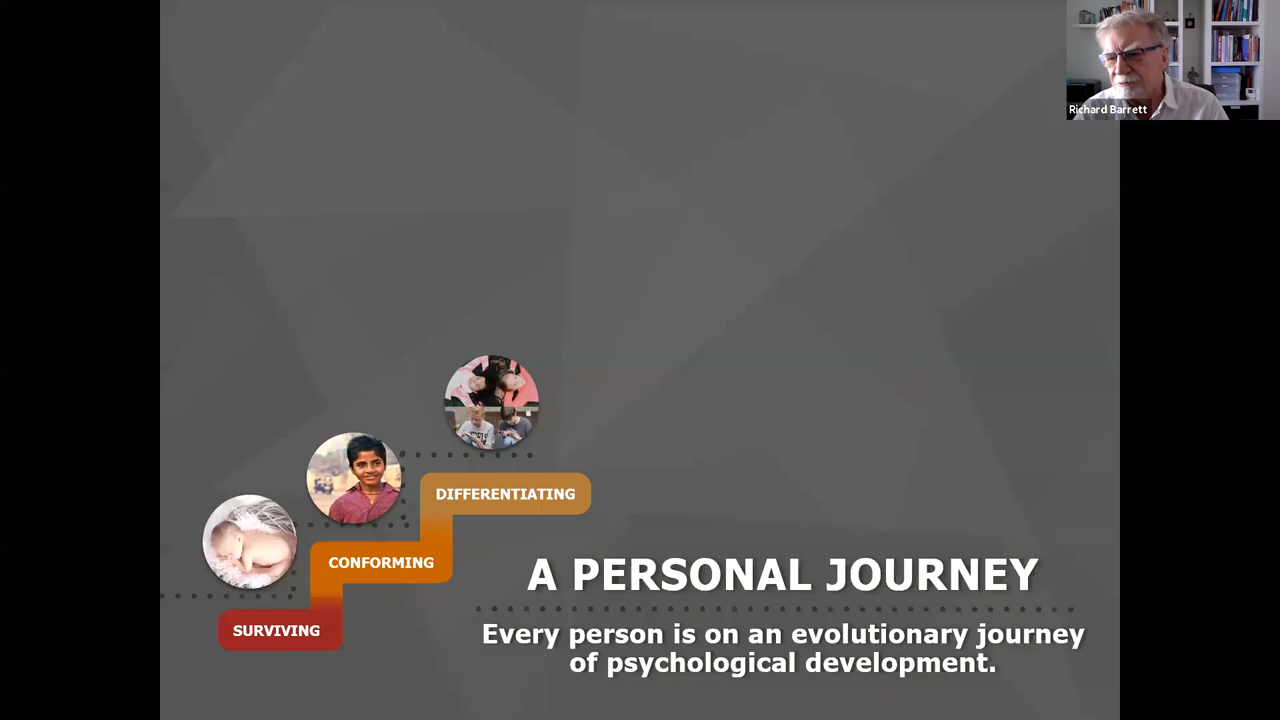 Richard Barrett
DIFFERENTIATING
CONFORMING
SURVIVING
A PERSONAL JOURNEY
Every person is on an evolutionary journey
of psychological development.